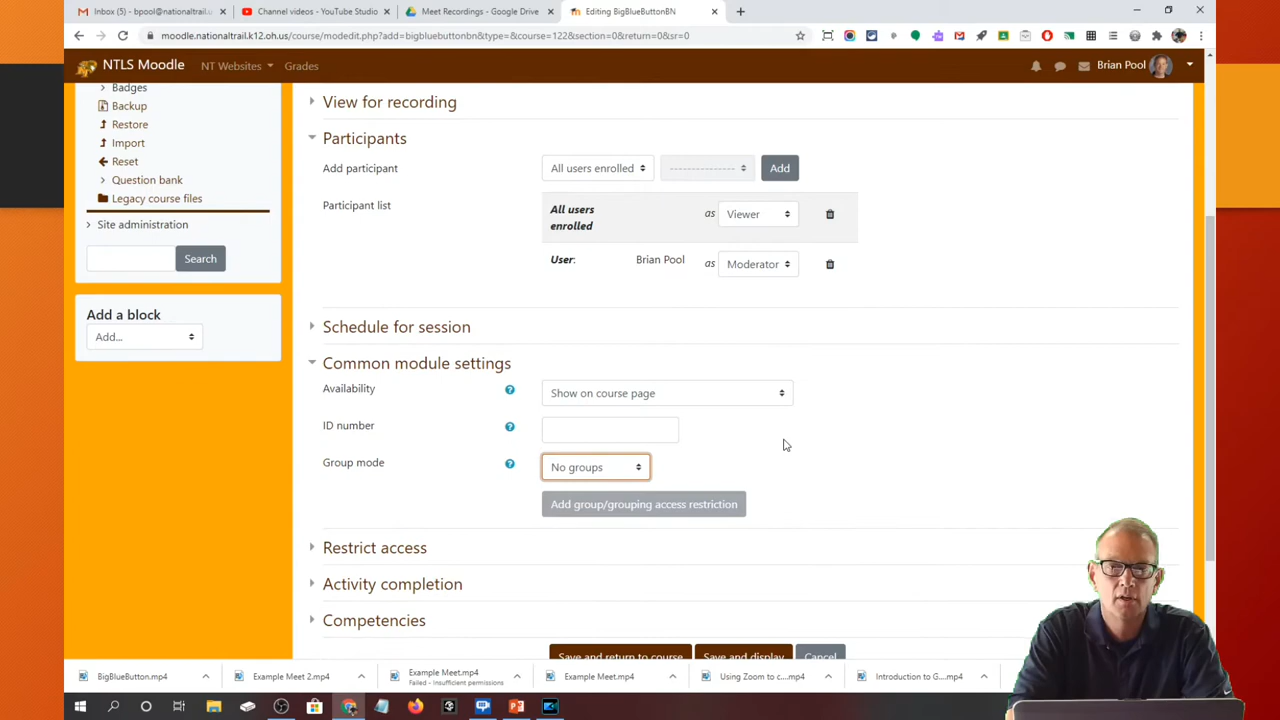 Inbox (5) - bpool@nationaltrail.u
Channel videos - YouTube Studio
Meet Recordings - Google Drive
Editing BigBlueButtonBN
moodle.nationaltrail.k12.oh.us/course/modedit.php?add=bigbluebuttonbn&type=&course=122&section=0&return=0&sr=0
NTLS Moodle
NT Websites
Grades
Brian Pool
Badges
Backup
Restore
Import
Reset
Question bank
Legacy course files
Site administration
Search
Add a block
Add...
View for recording
Participants
Add participant
All users enrolled
Add
Participant list
All users enrolled as Viewer
User: Brian Pool as Moderator
Schedule for session
Common module settings
Availability
Show on course page
ID number
Group mode
No groups
Add group/grouping access restriction
Restrict access
Activity completion
Competencies
Save and return to course
Save and display
Cancel
BigBlueButton.mp4
Example Meet 2.mp4
Example Meet.mp4
Failed - Insufficient permissions
Example Meet.mp4
Using Zoom to c....mp4
Introduction to G....mp4